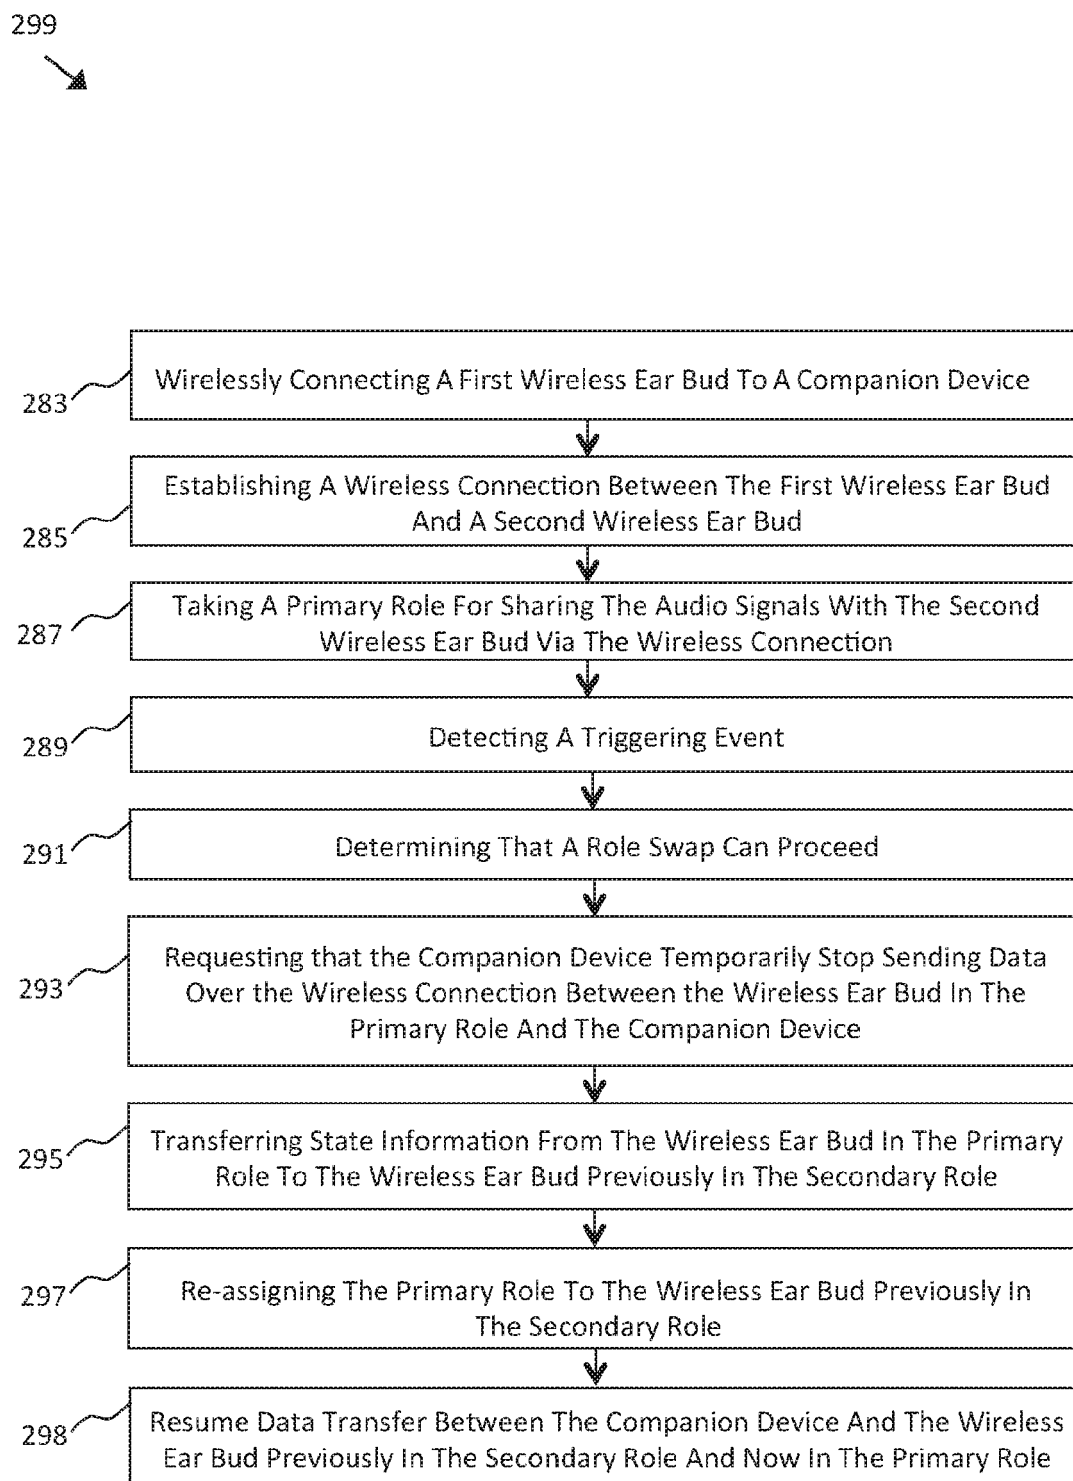 299
283
Wirelessly Connecting A First Wireless Ear Bud To A Companion Device
285
Establishing A Wireless Connection Between The First Wireless Ear Bud
And A Second Wireless Ear Bud
287
Taking A Primary Role For Sharing The Audio Signals With The Second
Wireless Ear Bud Via The Wireless Connection
289
Detecting A Triggering Event
291
Determining That A Role Swap Can Proceed
293
Requesting that the Companion Device Temporarily Stop Sending Data
Over the Wireless Connection Between the Wireless Ear Bud In The
Primary Role And The Companion Device
295
Transferring State Information From The Wireless Ear Bud In The Primary
Role To The Wireless Ear Bud Previously In The Secondary Role
297
Re-assigning The Primary Role To The Wireless Ear Bud Previously In
The Secondary Role
298
Resume Data Transfer Between The Companion Device And The Wireless
Ear Bud Previously In The Secondary Role And Now In The Primary Role